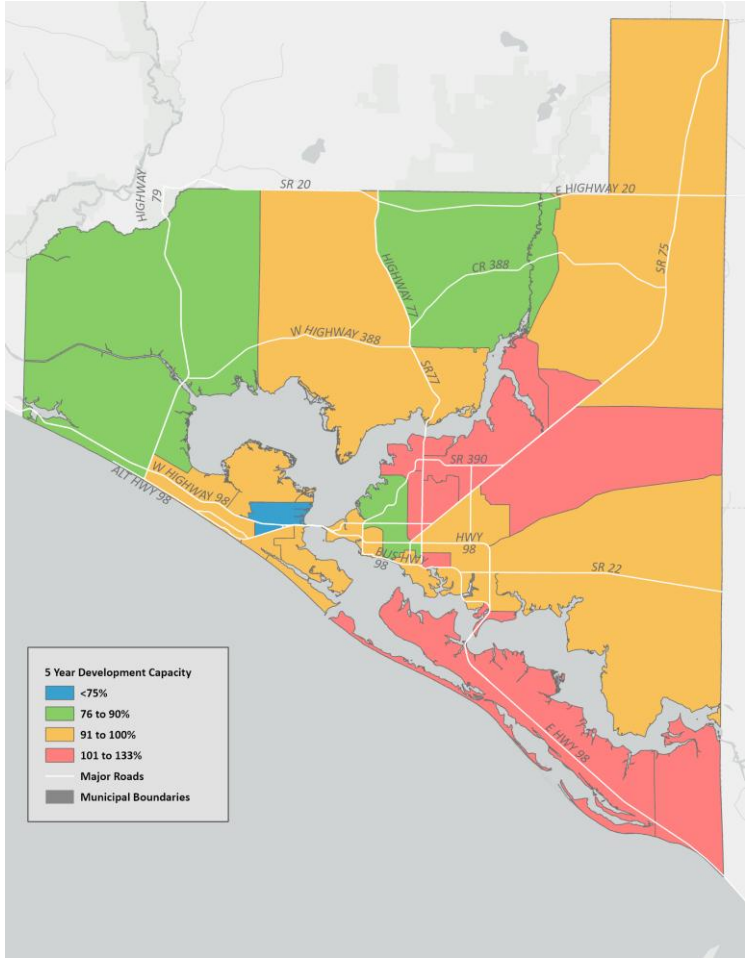 SR 20
E HIGHWAY 20
HIGHWAY
79
SR 75
HIGHWAY 77
CR 388
W HIGHWAY 388
SR77
SR 390
W HIGHWAY 98
ALT HWY 98
HWY
98
BUS HWY
98
SR 22
E HWY 98
5 Year Development Capacity
<75%
76 to 90%
91 to 100%
101 to 133%
Major Roads
Municipal Boundaries